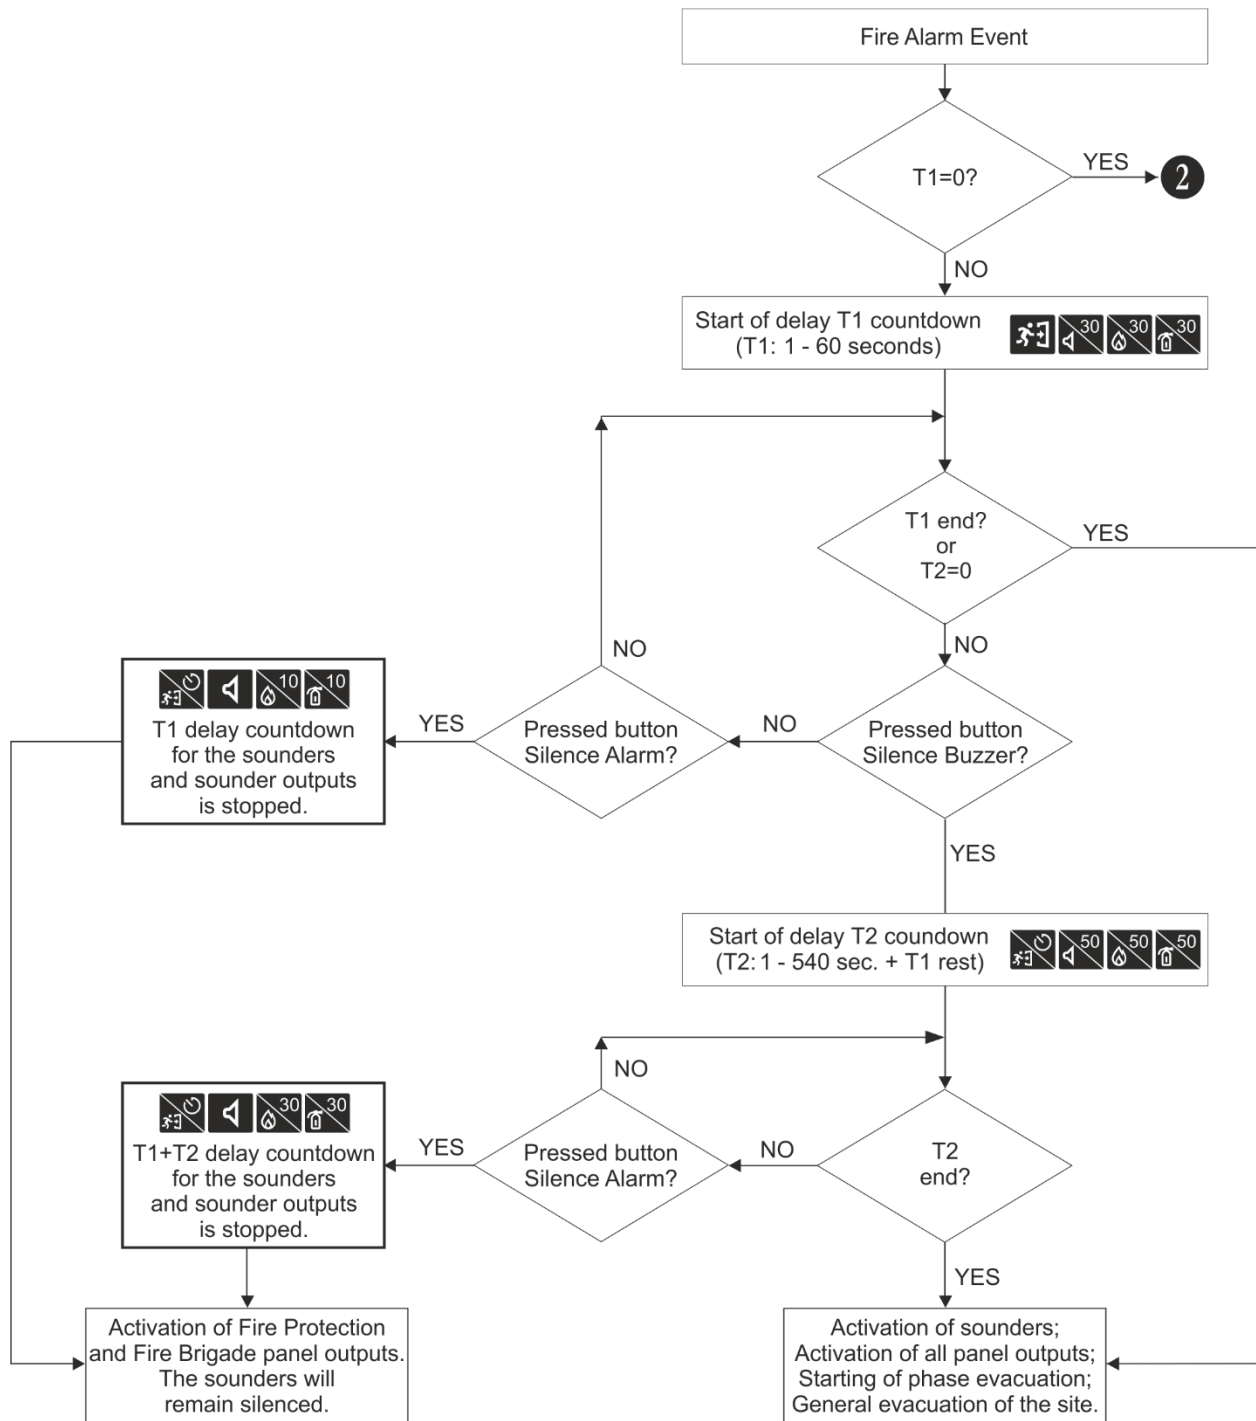 Fire Alarm Event
T1=0?
YES
2
NO
Start of delay T1 countdown
(T1: 1 - 60 seconds)
30
30
30
T1 end?
or
T2=0
YES
NO
Pressed button
Silence Buzzer?
NO
Pressed button
Silence Alarm?
NO
YES
10
10
T1 delay countdown
for the sounders
and sounder outputs
is stopped.
YES
Start of delay T2 coundown
(T2: 1 - 540 sec. + T1 rest)
50
50
50
T2
end?
NO
Pressed button
Silence Alarm?
NO
YES
30
30
T1+T2 delay countdown
for the sounders
and sounder outputs
is stopped.
YES
Activation of Fire Protection
and Fire Brigade panel outputs.
The sounders will
remain silenced.
Activation of sounders;
Activation of all panel outputs;
Starting of phase evacuation;
General evacuation of the site.